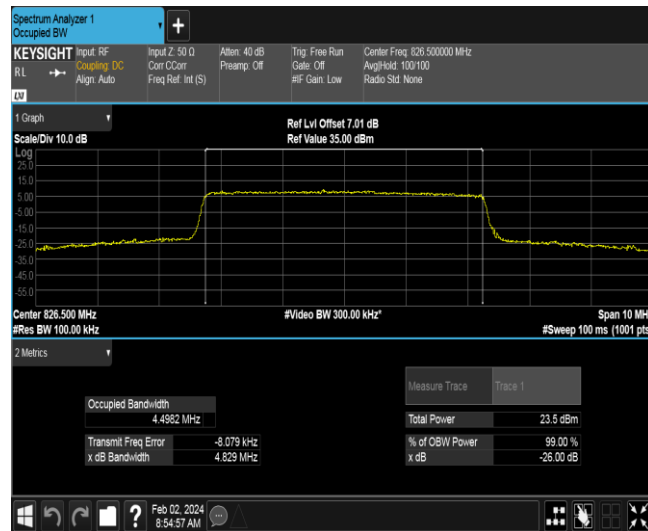 Spectrum Analyzer 1
Occupied BW
+
KEYSIGHT
RL
LXI
Input: RF
Coupling: DC
Align: Auto
Input Z: 50 Ω
Corr CCorr
Freq Ref: Int (S)
Atten: 40 dB
Preamp: Off
Trig: Free Run
Gate: Off
#IF Gain: Low
Center Freq: 826.500000 MHz
Avg|Hold: 100/100
Radio Std: None
1 Graph
Scale/Div 10.0 dB
Ref Lvl Offset 7.01 dB
Ref Value 35.00 dBm
Log
25.0
15.0
5.00
-5.00
-15.0
-25.0
-35.0
-45.0
-55.0
Center 826.500 MHz
#Video BW 300.00 kHz*
Span 10 MH
#Res BW 100.00 kHz
#Sweep 100 ms (1001 pts
2 Metrics
Measure Trace Trace 1
Occupied Bandwidth
4.4982 MHz
Total Power 23.5 dBm
Transmit Freq Error -8.079 kHz
% of OBW Power 99.00 %
x dB Bandwidth 4.829 MHz
x dB -26.00 dB
?
Feb 02, 2024
8:54:57 AM